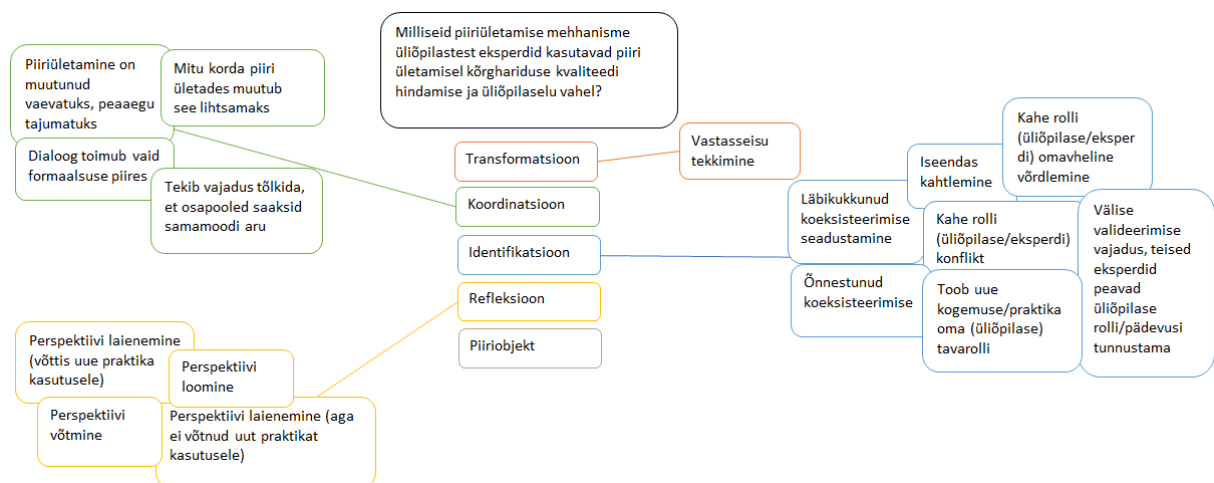 Milliseid piiriületamise mehhanisme
üliõpilastest eksperdid kasutavad piiri
ületamisel kõrghariduse kvaliteedi
hindamise ja üliõpilaselu vahel?
Piiriületamine on
muutunud
vaevatuks, peaaegu
tajumatuks
Mitu korda piiri
ületades muutub
see lihtsamaks
Dialoog toimub vaid
formaalsuse piires
Tekib vajadus tõlkida,
et osapooled saaksid
samamoodi aru
Transformatsioon
Vastasseisu
tekkimine
Koordinatsioon
Identifikatsioon
Refleksioon
Piiriobjekt
Kahe rolli
(üliõpilase/eksper
di) omavheline
võrdlemine
Iseendas
kahtlemine
Läbikukkunud
koeksisteerimise
seadustamine
Kahe rolli
(üliõpilase/eksperdi)
konflikt
Välise
valideerimise
vajadus, teised
eksperdid
peavad
üliõpilase
rolli/pädevusi
tunnustama
Õnnestunud
koeksisteerimise
Toob uue
kogemuse/praktika
oma (üliõpilase)
tavarolli
Perspektiivi laienemine
(võttis uue praktika
kasutusele)
Perspektiivi
loomine
Perspektiivi
võtmine
Perspektiivi laienemine (aga
ei võtnud uut praktikat
kasutusele)